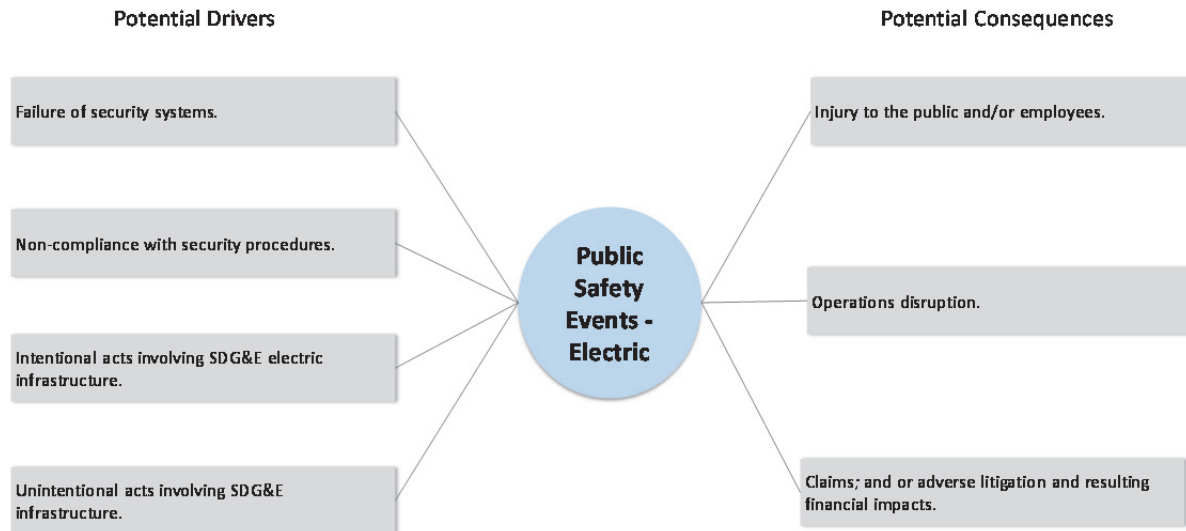 Potential Drivers
Potential Consequences
Failure of security systems.
Non-compliance with security procedures.
Intentional acts involving SDG&E electric
infrastructure.
Unintentional acts involving SDG&E
infrastructure.
Public
Safety
Events -
Electric
Injury to the public and/or employees.
Operations disruption.
Claims; and or adverse litigation and resulting
financial impacts.